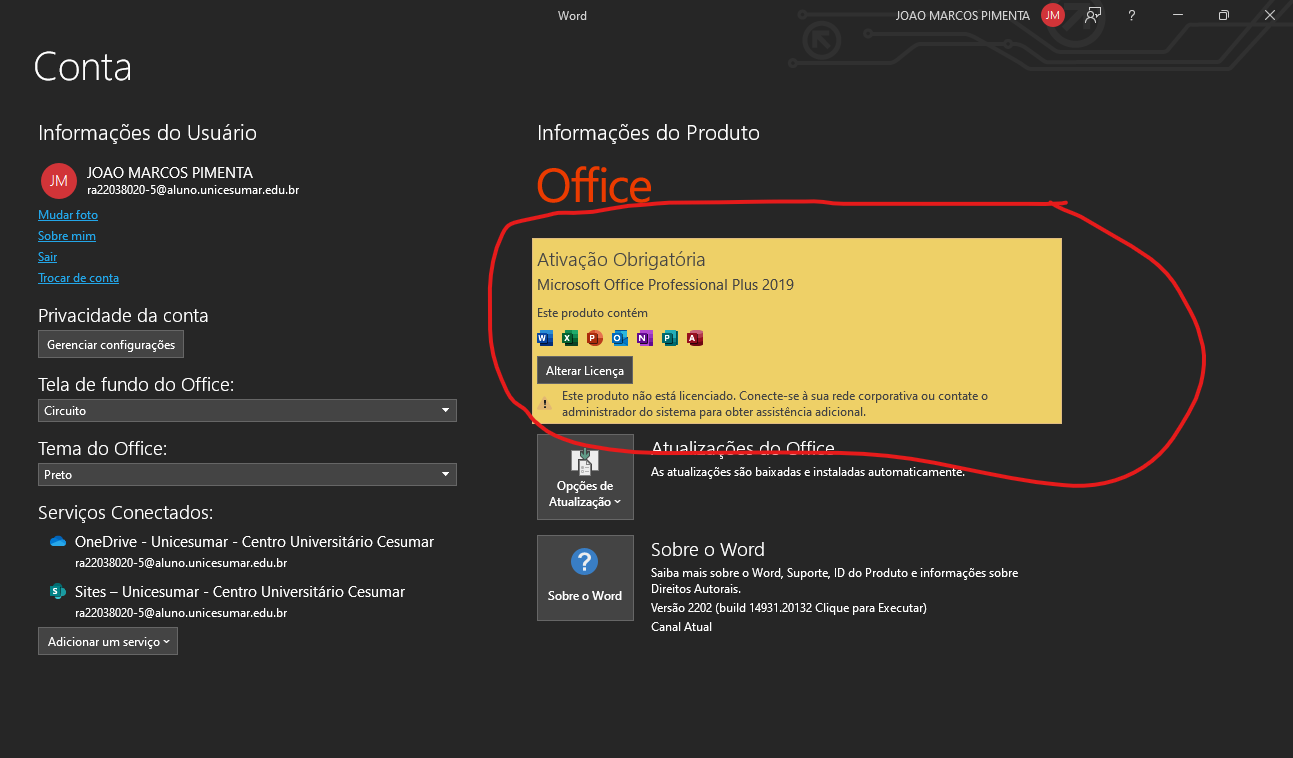 Word
JOAO MARCOS PIMENTA
JM
?
Conta
Informações do Usuário
JM
JOAO MARCOS PIMENTA
ra22038020-5@aluno.unicesumar.edu.br
Mudar foto
Sobre mim
Sair
Trocar de conta
Privacidade da conta
Gerenciar configurações
Tela de fundo do Office:
Circuito
Tema do Office:
Preto
Serviços Conectados:
OneDrive - Unicesumar - Centro Universitário Cesumar
ra22038020-5@aluno.unicesumar.edu.br
S
Sites – Unicesumar - Centro Universitário Cesumar
ra22038020-5@aluno.unicesumar.edu.br
Adicionar um serviço
Informações do Produto
Office
Ativação Obrigatória
Microsoft Office Professional Plus 2019
Este produto contém
W X P O N P A
Alterar Licença
Este produto não está licenciado. Conecte-se à sua rede corporativa ou contate o
administrador do sistema para obter assistência adicional.
Opções de
Atualização
Atualizações do Office
As atualizações são baixadas e instaladas automaticamente.
?
Sobre o Word
Sobre o Word
Saiba mais sobre o Word, Suporte, ID do Produto e informações sobre
Direitos Autorais.
Versão 2202 (build 14931.20132 Clique para Executar)
Canal Atual